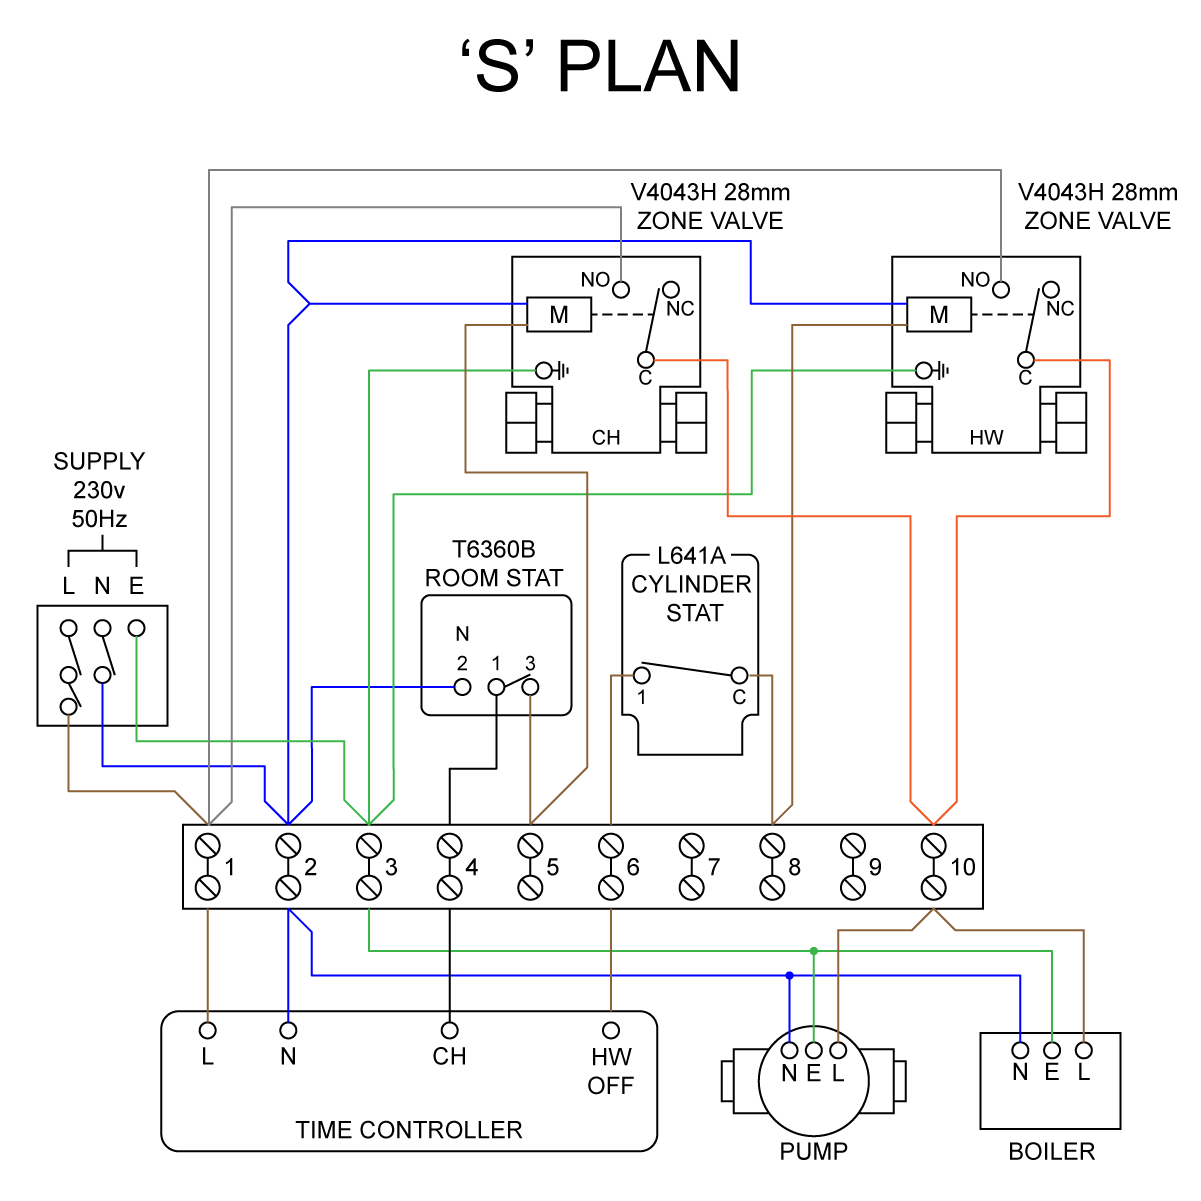 ‘S’ PLAN
V4043H 28mm
ZONE VALVE
V4043H 28mm
ZONE VALVE
NO
NC
M
C
CH
NO
NC
M
C
HW
SUPPLY
230v
50Hz
L N E
T6360B
ROOM STAT
N
2 1 3
L641A
CYLINDER
STAT
1 C
1 2 3 4 5 6 7 8 9 10
L N CH HW
OFF
TIME CONTROLLER
N E L
PUMP
N E L
BOILER